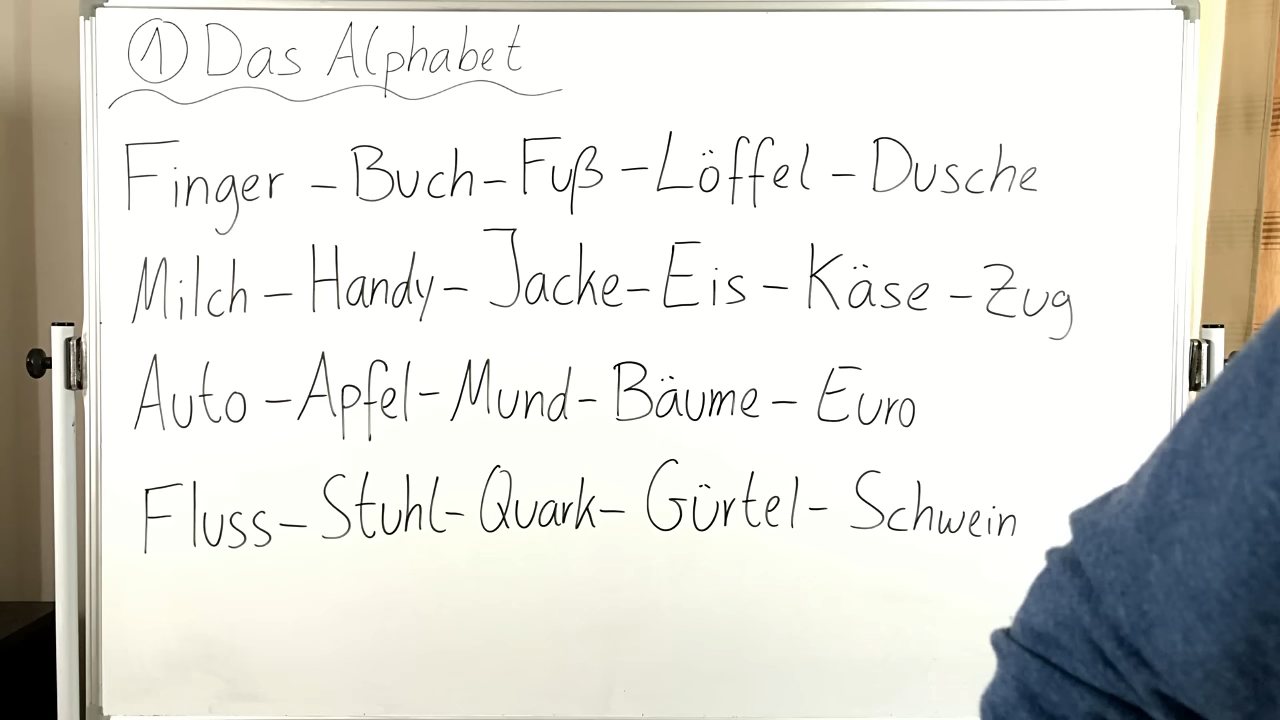 ① Das Alphabet
Finger – Buch – Fuß – Löffel – Dusche
Milch – Handy – Jacke – Eis – Käse – Zug
Auto – Apfel – Mund – Bäume – Euro
Fluss – Stuhl – Quark – Gürtel – Schwein